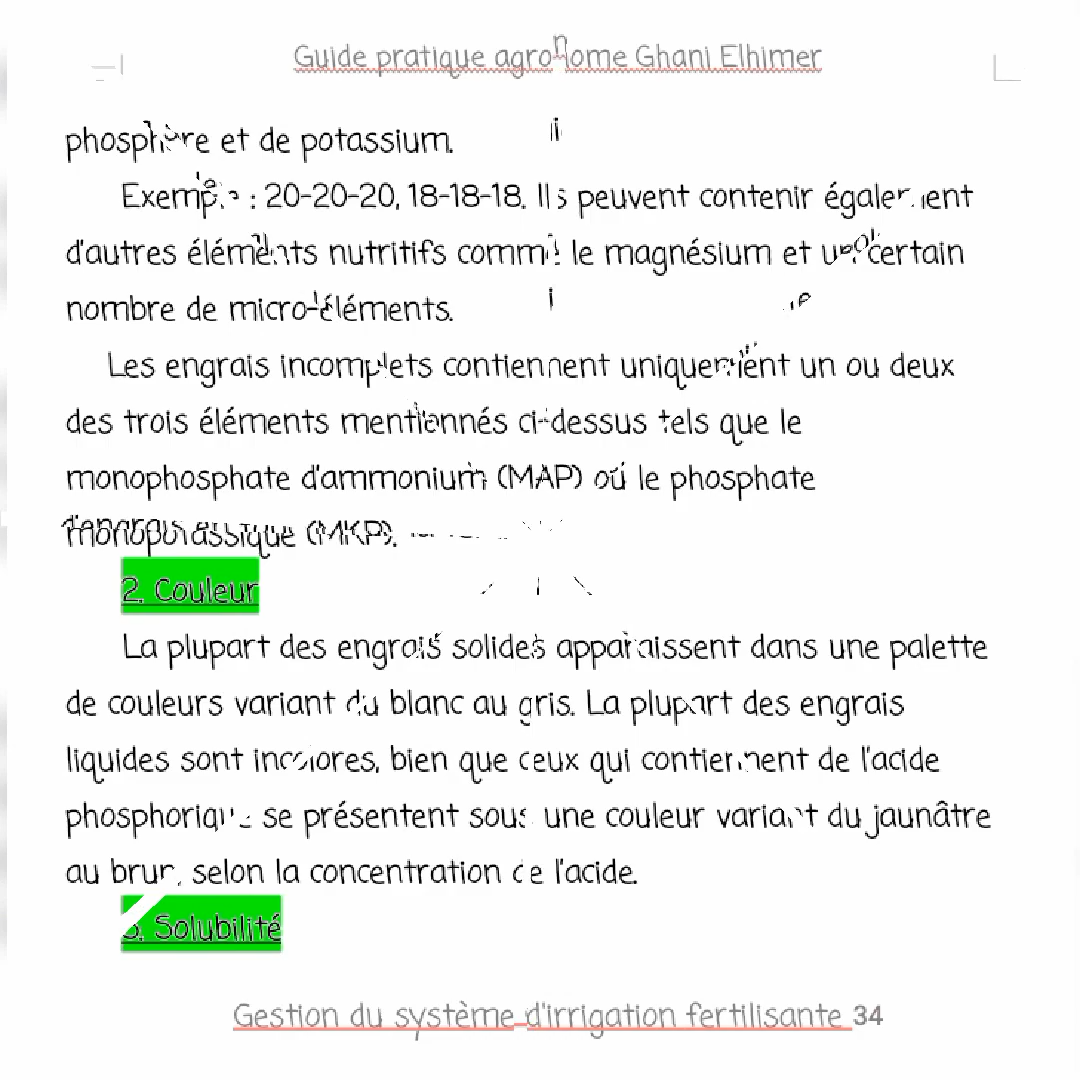 Guide pratique agronome Ghani Elhimer
phosphore et de potassium.
Exemple : 20-20-20, 18-18-18. Ils peuvent contenir également
d'autres éléments nutritifs comme le magnésium et un certain
nombre de micro-éléments.
Les engrais incomplets contiennent uniquement un ou deux
des trois éléments mentionnés ci-dessus tels que le
monophosphate d'ammonium (MAP) ou le phosphate
(MKP).
2. Couleur
La plupart des engrais solides apparaissent dans une palette
de couleurs variant du blanc au gris. La plupart des engrais
liquides sont incolores, bien que ceux qui contiennent de l'acide
phosphorique se présentent sous une couleur variant du jaunâtre
au brun, selon la concentration de l'acide.
3. Solubilité
Gestion du système d'irrigation fertilisante 34